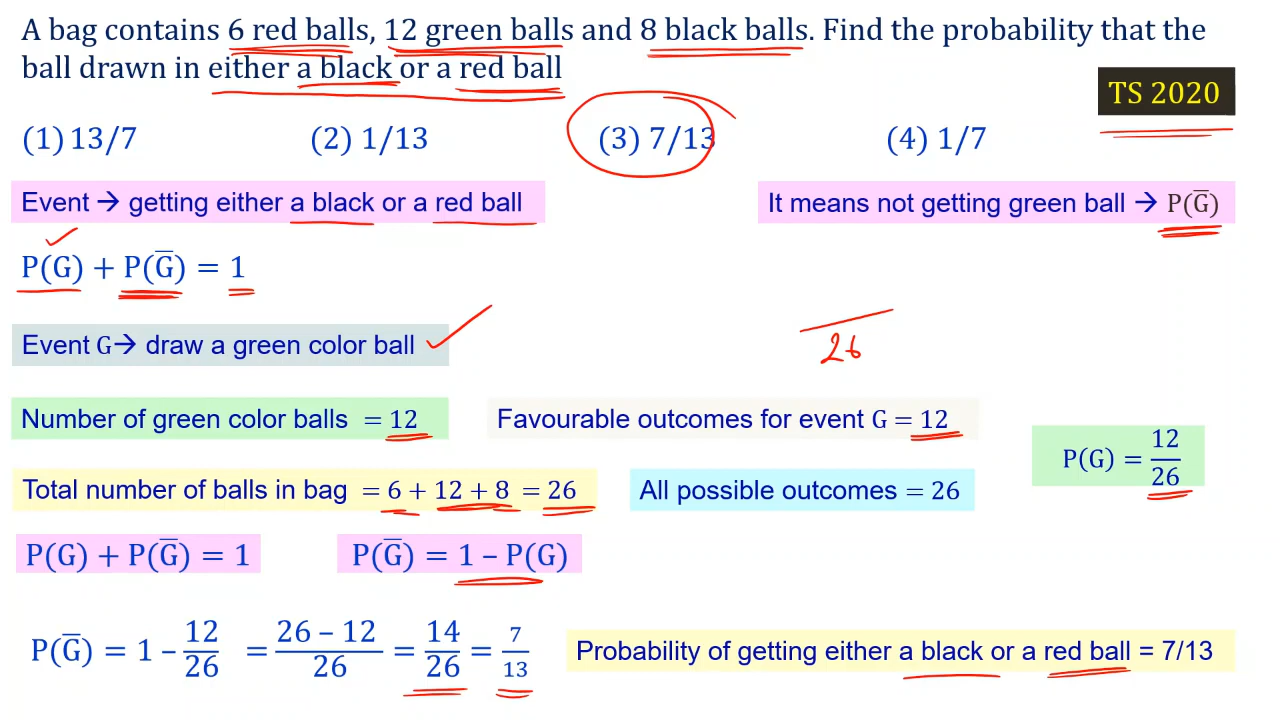 A bag contains 6 red balls, 12 green balls and 8 black balls. Find the probability that the
ball drawn in either a black or a red ball
TS 2020
(1) 13/7 (2) 1/13 (3) 7/13 (4) 1/7
Event → getting either a black or a red ball
It means not getting green ball → P(G̅)
P(G) + P(G̅) = 1
Event G→ draw a green color ball
26
Number of green color balls = 12
Favourable outcomes for event G = 12
P(G) = 12/26
Total number of balls in bag = 6 + 12 + 8 = 26
All possible outcomes = 26
P(G) + P(G̅) = 1
P(G̅) = 1 – P(G)
P(G̅) = 1 – 12/26 = 26 – 12/26 = 14/26 = 7/13
Probability of getting either a black or a red ball = 7/13